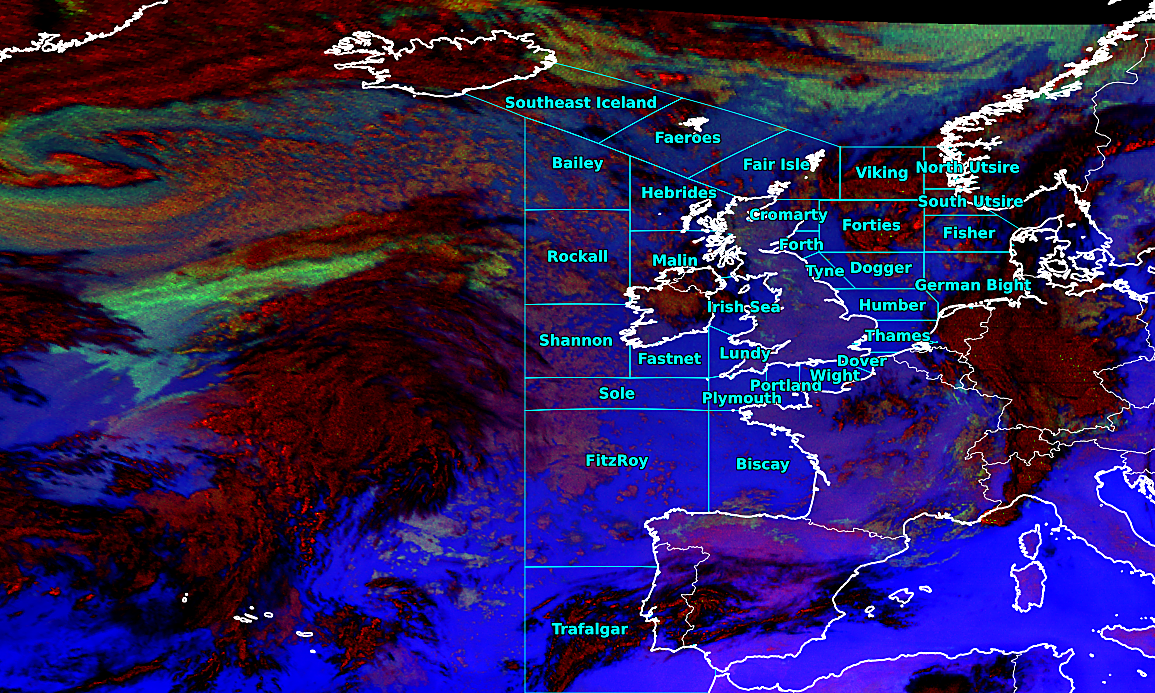 Southeast Iceland
Faeroes
Bailey
Fair Isle
Viking
North Utsire
Hebrides
South Utsire
Cromarty
Forties
Fisher
Forth
Rockall
Malin
Tyne
Dogger
German Bight
Irish Sea
Humber
Shannon
Thames
Fastnet
Lundy
Dover
Wight
Portland
Sole
Plymouth
FitzRoy
Biscay
Trafalgar